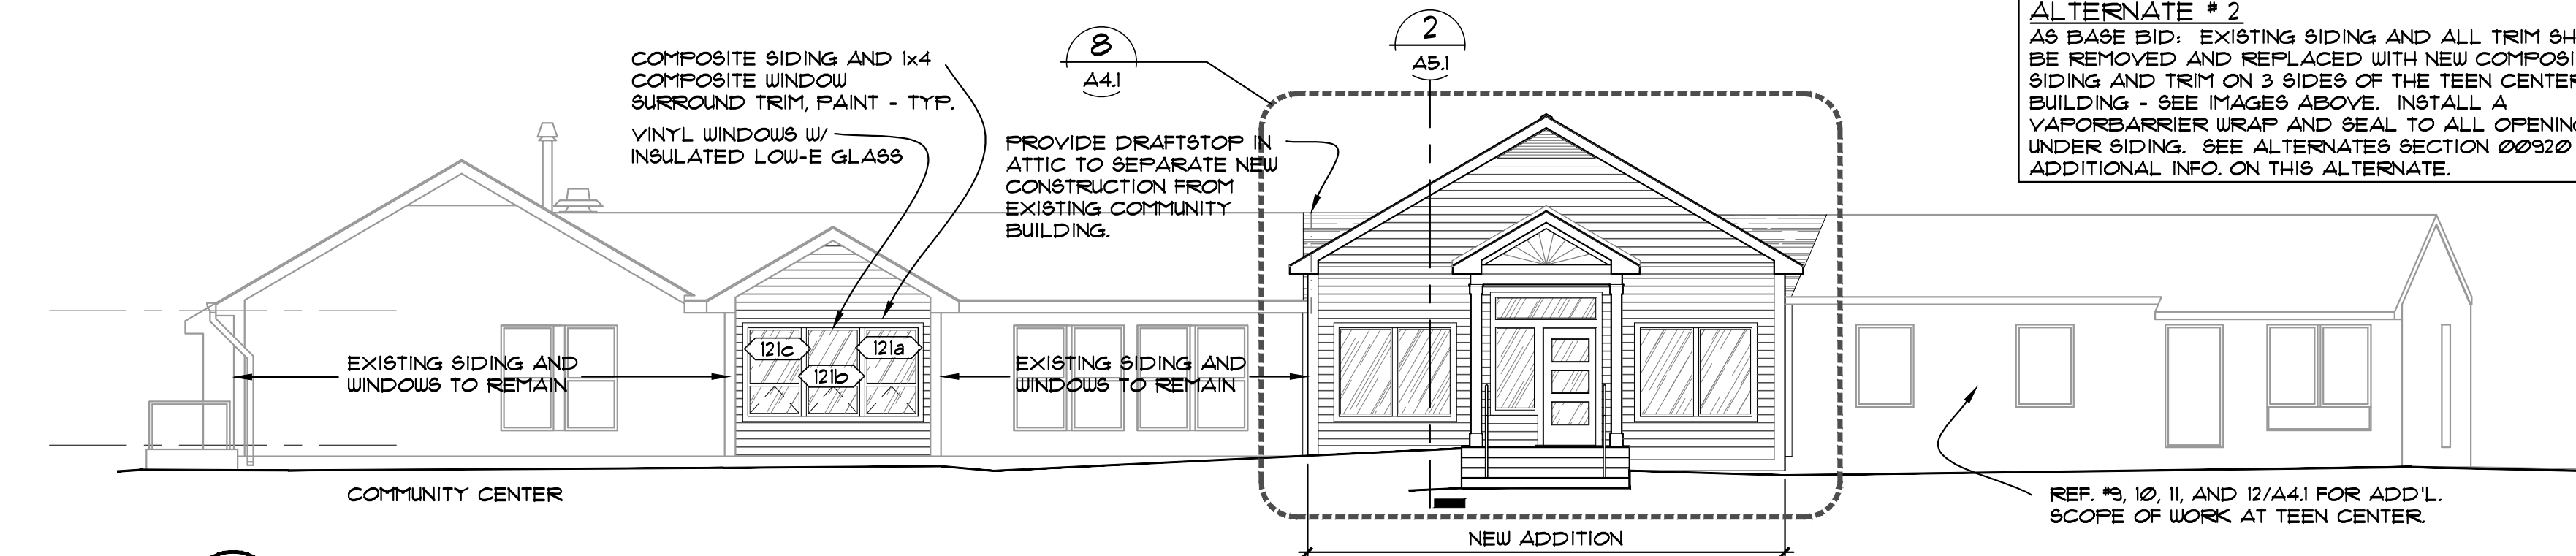 COMPOSITE SIDING AND 1x4
COMPOSITE WINDOW
SURROUND TRIM, PAINT - TYP.
VINYL WINDOWS W/
INSULATED LOW-E GLASS
8
A4.1
PROVIDE DRAFTSTOP IN
ATTIC TO SEPARATE NEW
CONSTRUCTION FROM
EXISTING COMMUNITY
BUILDING.
2
A5.1
ALTERNATE # 2
AS BASE BID: EXISTING SIDING AND ALL TRIM SH
BE REMOVED AND REPLACED WITH NEW COMPOSI
SIDING AND TRIM ON 3 SIDES OF THE TEEN CENTER
BUILDING - SEE IMAGES ABOVE. INSTALL A
VAPORBARRIER WRAP AND SEAL TO ALL OPENING
UNDER SIDING. SEE ALTERNATES SECTION 00920
ADDITIONAL INFO. ON THIS ALTERNATE.
EXISTING SIDING AND
WINDOWS TO REMAIN
121c
121a
121b
EXISTING SIDING AND
WINDOWS TO REMAIN
COMMUNITY CENTER
NEW ADDITION
REF. #9, 10, 11, AND 12/A4.1 FOR ADD'L.
SCOPE OF WORK AT TEEN CENTER.